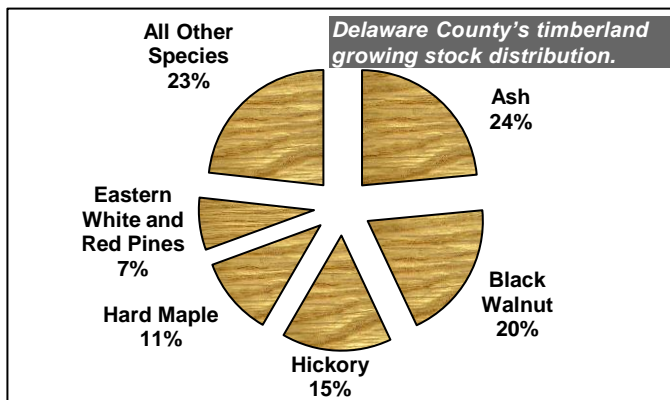 Delaware County's timberland
growing stock distribution.
All Other
Species
23%
Ash
24%
Eastern
White and
Red Pines
7%
Black
Walnut
20%
Hard Maple
11%
Hickory
15%